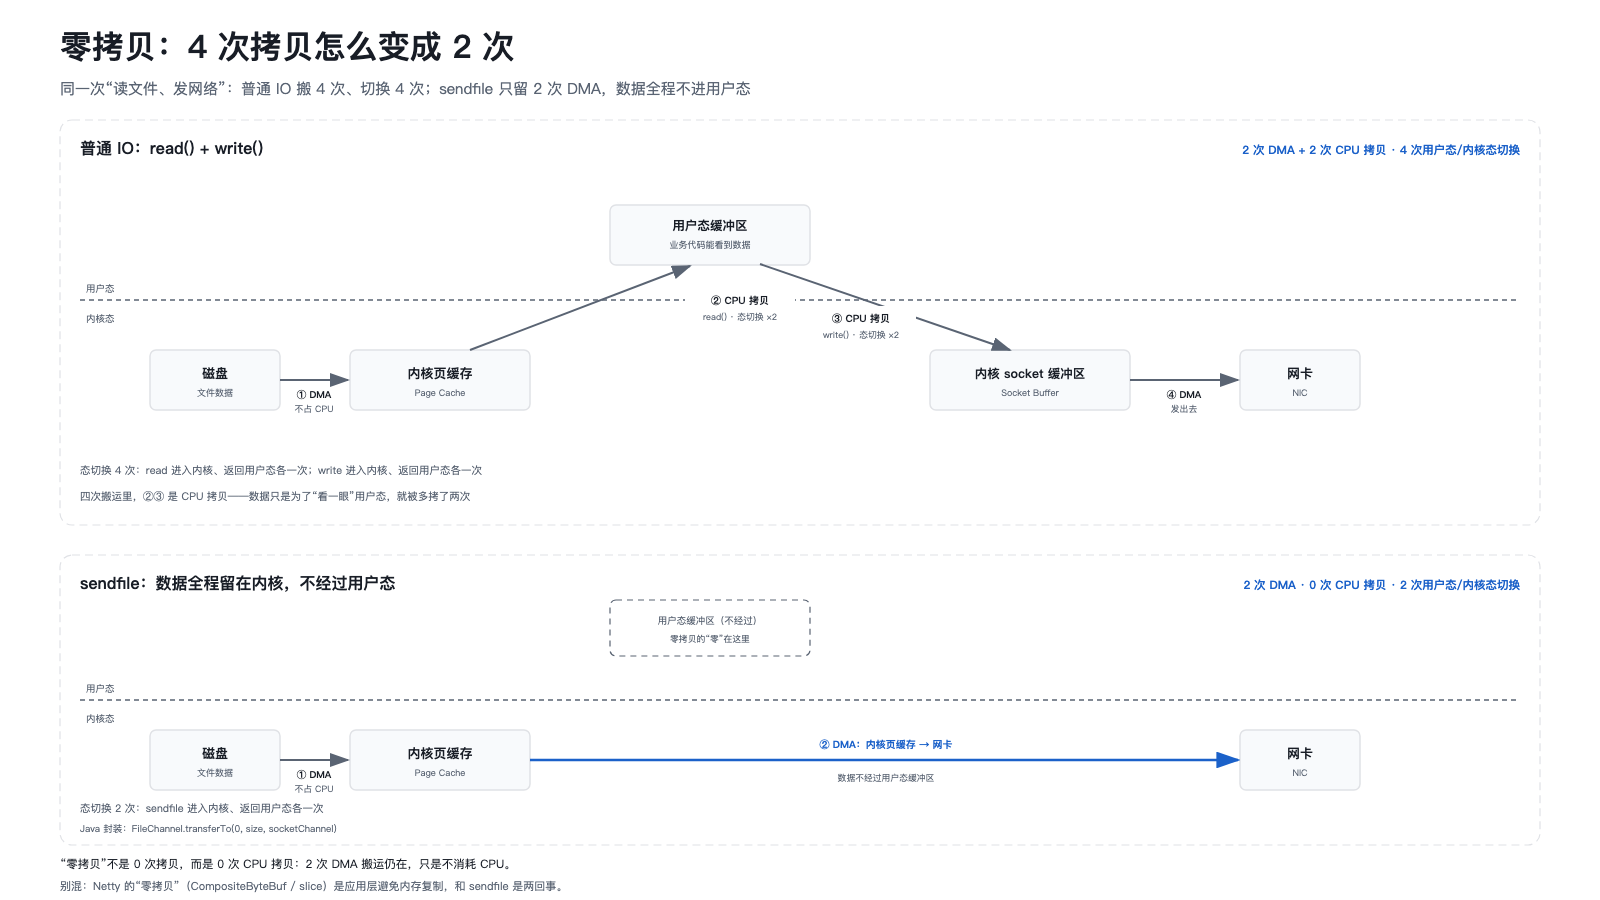 零拷贝：4 次拷贝怎么变成 2 次
同一次“读文件、发网络”：普通 IO 搬 4 次、切换 4 次；sendfile 只留 2 次 DMA，数据全程不进用户态
普通 IO：read() + write()
2 次 DMA + 2 次 CPU 拷贝 · 4 次用户态/内核态切换
用户态缓冲区
业务代码能看到数据
用户态
② CPU 拷贝
read() · 态切换 ×2
内核态
③ CPU 拷贝
write() · 态切换 ×2
磁盘
文件数据
① DMA
不占 CPU
内核页缓存
Page Cache
内核 socket 缓冲区
Socket Buffer
④ DMA
发出去
网卡
NIC
态切换 4 次：read 进入内核、返回用户态各一次；write 进入内核、返回用户态各一次
四次搬运里，②③ 是 CPU 拷贝——数据只是为了“看一眼”用户态，就被多拷了两次
sendfile：数据全程留在内核，不经过用户态
2 次 DMA · 0 次 CPU 拷贝 · 2 次用户态/内核态切换
用户态缓冲区（不经过）
零拷贝的“零”在这里
用户态
内核态
磁盘
文件数据
① DMA
不占 CPU
内核页缓存
Page Cache
② DMA：内核页缓存 → 网卡
数据不经过用户态缓冲区
网卡
NIC
态切换 2 次：sendfile 进入内核、返回用户态各一次
Java 封装：FileChannel.transferTo(0, size, socketChannel)
“零拷贝”不是 0 次拷贝，而是 0 次 CPU 拷贝：2 次 DMA 搬运仍在，只是不消耗 CPU。
别混：Netty 的“零拷贝”（CompositeByteBuf / slice）是应用层避免内存复制，和 sendfile 是两回事。